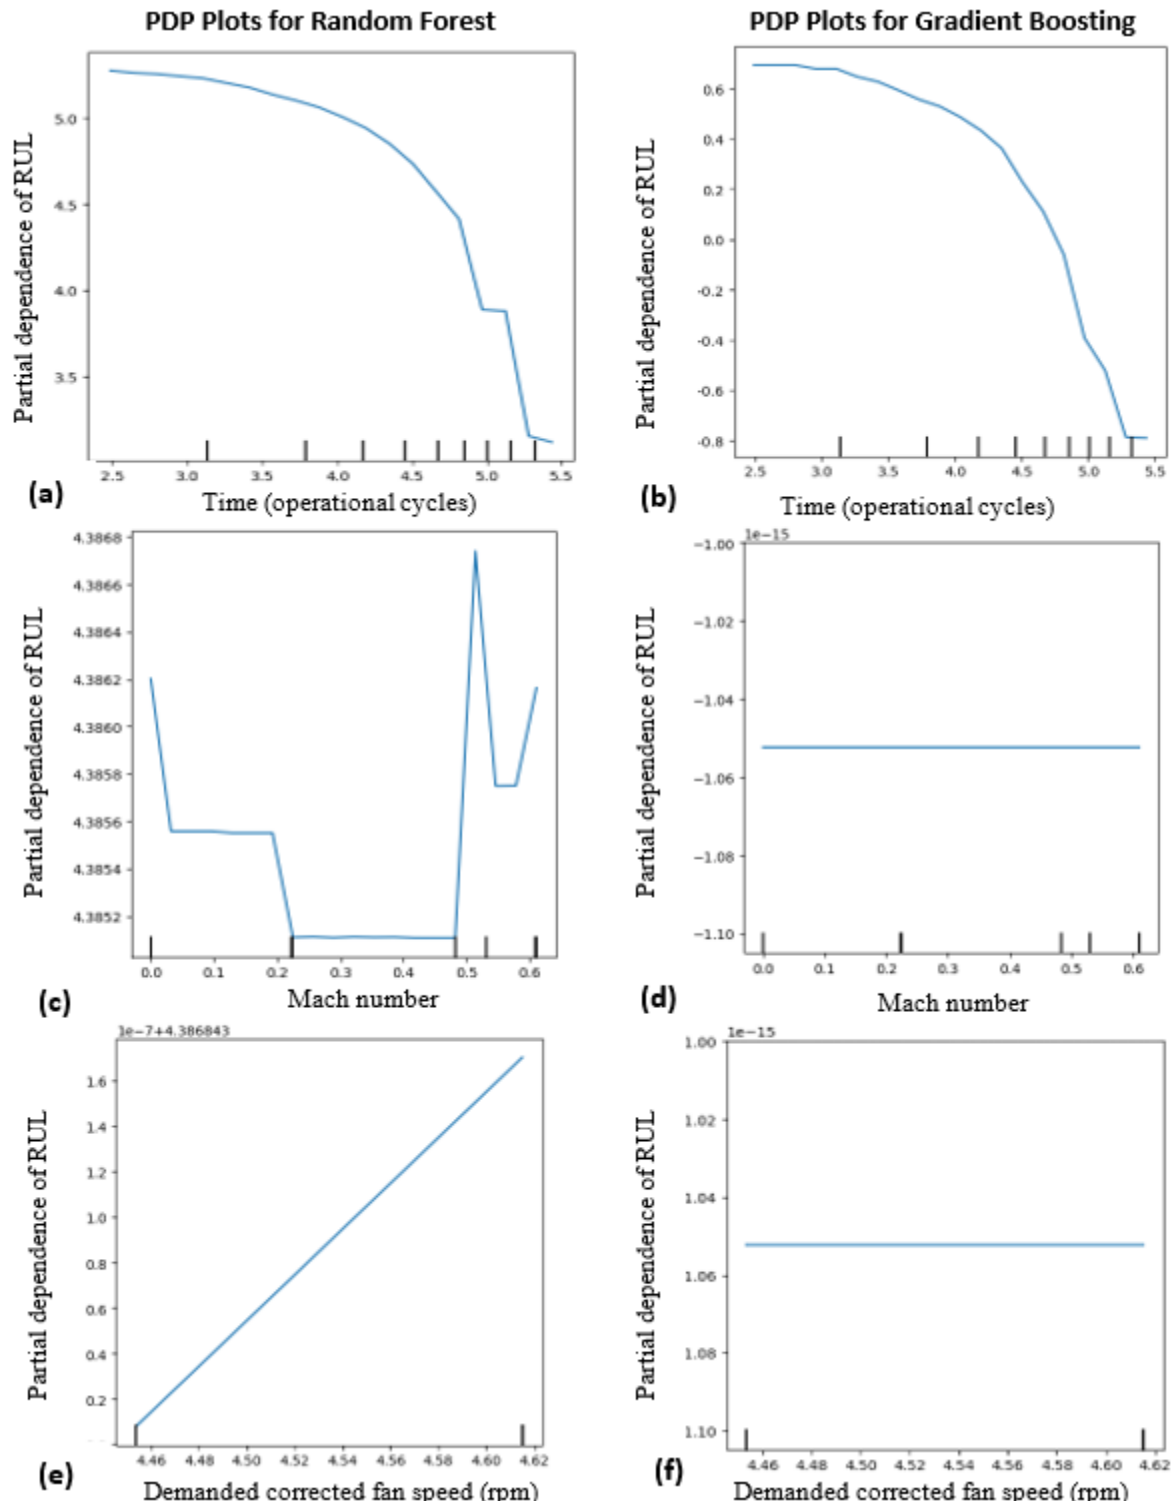 PDP Plots for Random Forest
PDP Plots for Gradient Boosting
Partial dependence of RUL
5.0
4.5
4.0
3.5
2.5 3.0 3.5 4.0 4.5 5.0 5.5
(a)
Time (operational cycles)
Partial dependence of RUL
0.6
0.4
0.2
0.0
-0.2
-0.4
-0.6
-0.8
2.5 3.0 3.5 4.0 4.5 5.0 5.5
(b)
Time (operational cycles)
Partial dependence of RUL
4.3868
4.3866
4.3864
4.3862
4.3860
4.3858
4.3856
4.3854
4.3852
0.0 0.1 0.2 0.3 0.4 0.5 0.6
(c)
Mach number
Partial dependence of RUL
1e−15
−1.00
−1.02
−1.04
−1.06
−1.08
−1.10
0.0 0.1 0.2 0.3 0.4 0.5 0.6
(d)
Mach number
Partial dependence of RUL
1e−7+4.386843
1.6
1.4
1.2
1.0
0.8
0.6
0.4
0.2
4.46 4.48 4.50 4.52 4.54 4.56 4.58 4.60 4.62
(e)
Demanded corrected fan speed (rpm)
Partial dependence of RUL
1e−15
1.00
1.02
1.04
1.06
1.08
1.10
4.46 4.48 4.50 4.52 4.54 4.56 4.58 4.60 4.62
(f)
Demanded corrected fan speed (rpm)